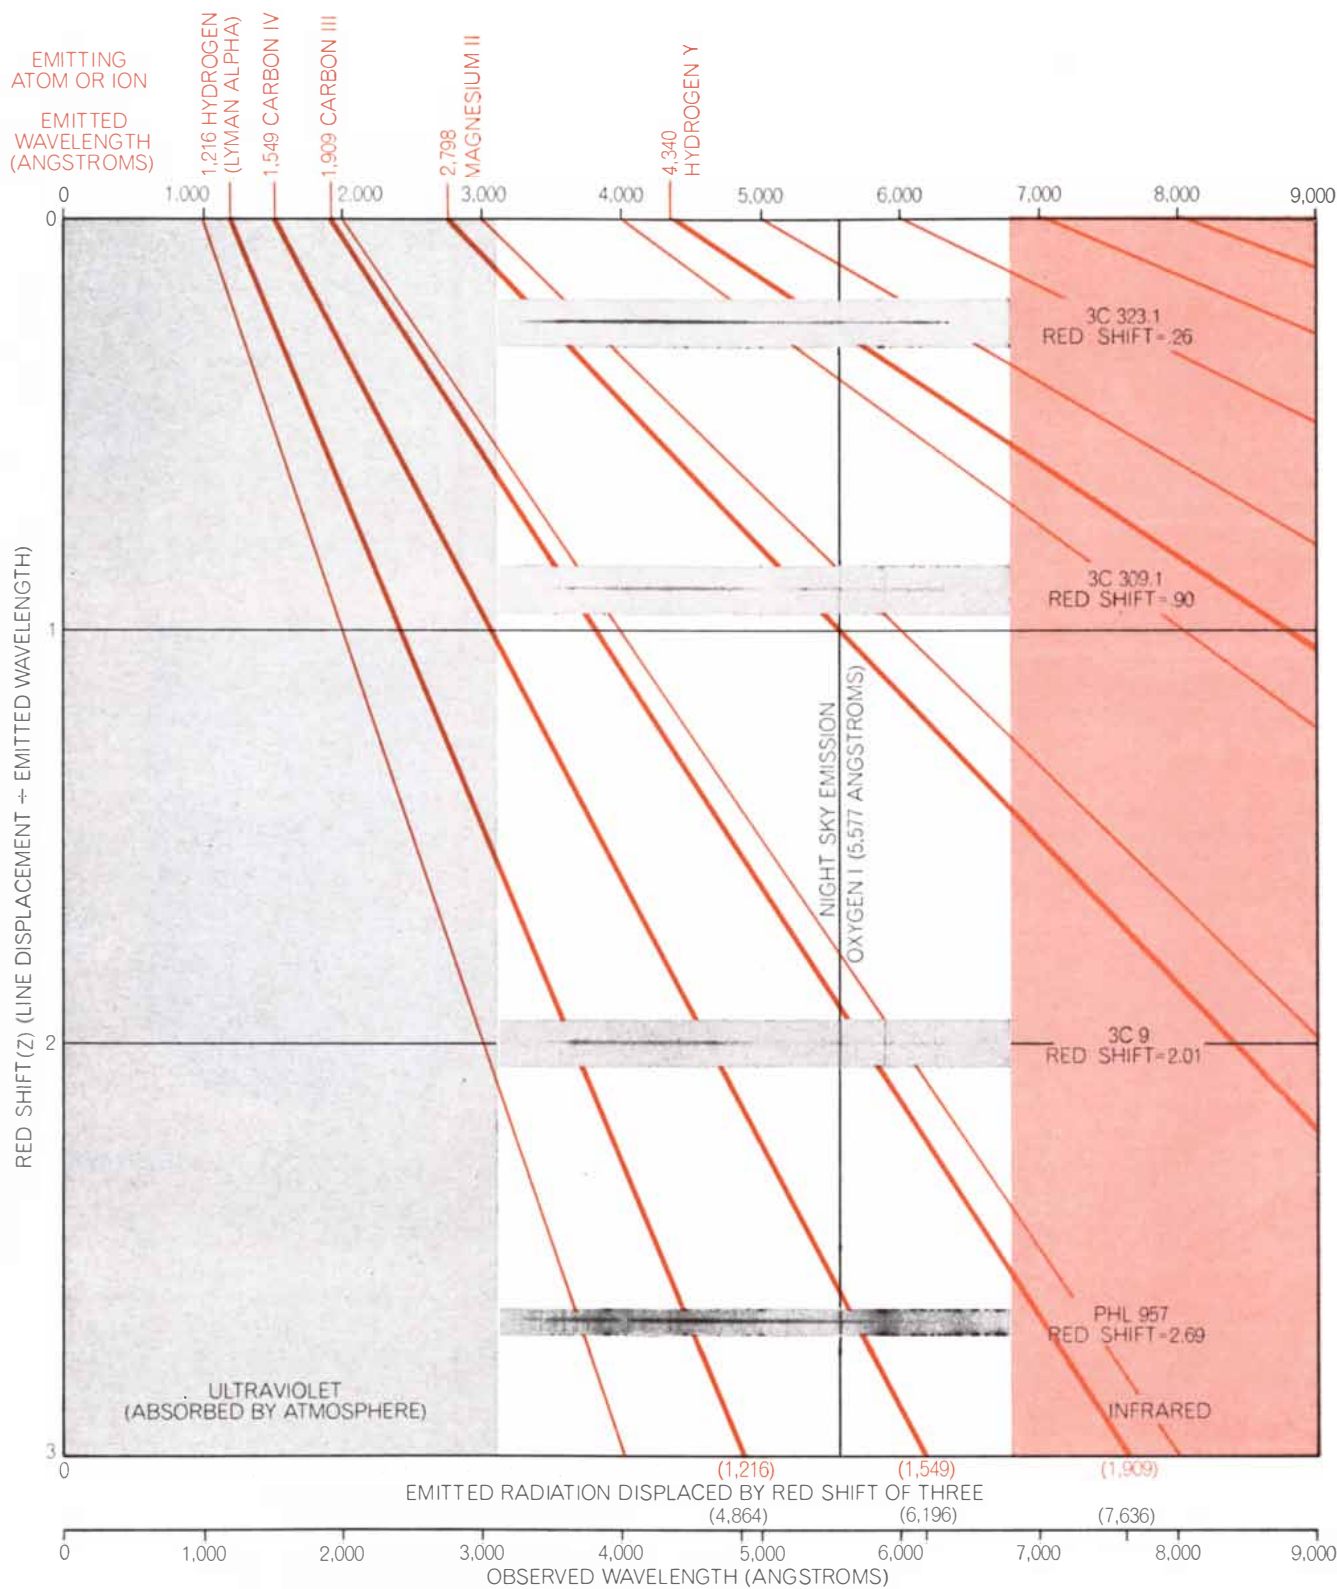 EMITTING
ATOM OR ION
EMITTED
WAVELENGTH
(ANGSTROMS)
1,216 HYDROGEN
(LYMAN ALPHA)
1,549 CARBON IV
1,909 CARBON III
2,798
MAGNESIUM II
4,340
HYDROGEN Y
0 1,000 2,000 3,000 4,000 5,000 6,000 7,000 8,000 9,000
0
3C 323.1
RED SHIFT=.26
3C 309.1
RED SHIFT=.90
1
RED SHIFT (Z) (LINE DISPLACEMENT ÷ EMITTED WAVELENGTH)
NIGHT SKY EMISSION
OXYGEN I (5,577 ANGSTROMS)
2
3C 9
RED SHIFT=2.01
PHL 957
RED SHIFT=2.69
ULTRAVIOLET
(ABSORBED BY ATMOSPHERE)
INFRARED
3
0 (1,216) (1,549) (1,909)
EMITTED RADIATION DISPLACED BY RED SHIFT OF THREE
(4,864) (6,196) (7,636)
0 1,000 2,000 3,000 4,000 5,000 6,000 7,000 8,000 9,000
OBSERVED WAVELENGTH (ANGSTROMS)